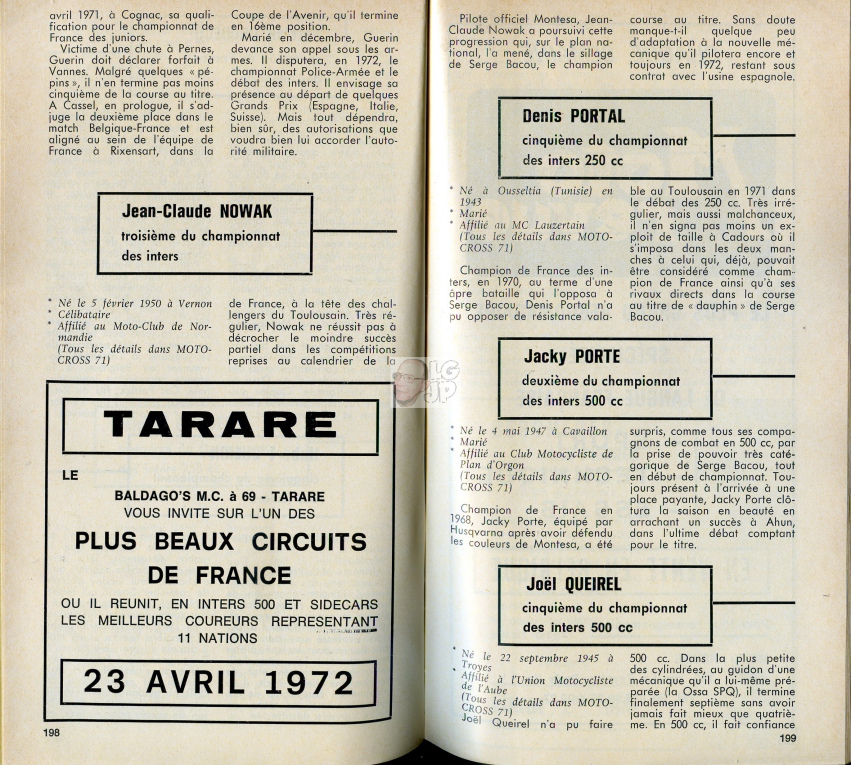 avril 1971, à Cognac, sa quali-
fication pour le championnat de
France des juniors.
Victime d'une chute à Pernes,
Guerin doit déclarer forfait à
Vannes. Malgré quelques « pé-
pins », il n'en termine pas moins
cinquième de la course au titre.
A Cassel, en prologue, il s'ad-
juge la deuxième place dans le
match Belgique-France et est
aligné au sein de l'équipe de
France à Rixensart, dans la
Coupe de l'Avenir, qu'il termine
en 16ème position.
Marié en décembre, Guerin
devance son appel sous les ar-
mes. Il disputera, en 1972, le
championnat Police-Armée et le
débat des inters. Il envisage sa
présence au départ de quelques
Grands Prix (Espagne, Italie,
Suisse). Mais tout dépendra,
bien sûr, des autorisations que
voudra bien lui accorder l'auto-
rité militaire.
Jean-Claude NOWAK
troisième du championnat
des inters
* Né le 5 février 1950 à Vernon
* Célibataire
* Affilié au Moto-Club de Nor-
mandie
(Tous les détails dans MOTO-
CROSS 71)
de France, à la tête des chal-
lengers du Toulousain. Très ré-
gulier, Nowak ne réussit pas à
décrocher le moindre succès
partiel dans les compétitions
reprises au calendrier de la
LG
JP
TARARE
LE
BALDAGO'S M.C. à 69 - TARARE
VOUS INVITE SUR L'UN DES
PLUS BEAUX CIRCUITS
DE FRANCE
OU IL REUNIT, EN INTERS 500 ET SIDECARS
LES MEILLEURS COUREURS REPRESENTANT
11 NATIONS
23 AVRIL 1972
198
Pilote officiel Montesa, Jean-
Claude Nowak a poursuivi cette
progression qui, sur le plan na-
tional, l'a mené, dans le sillage
de Serge Bacou, le champion
course au titre. Sans doute
manque-t-il quelque peu
d'adaptation à la nouvelle mé-
canique qu'il pilotera encore et
toujours en 1972, restant sous
contrat avec l'usine espagnole.
Denis PORTAL
cinquième du championnat
des inters 250 cc
* Né à Ousseltia (Tunisie) en
1943
* Marié
* Affilié au MC Lauzertain
(Tous les détails dans MOTO-
CROSS 71)
Champion de France des in-
ters, en 1970, au terme d'une
âpre bataille qui l'opposa à
Serge Bacou, Denis Portal n'a
pu opposer de résistance vala-
ble au Toulousain en 1971 dans
le débat des 250 cc. Très irré-
gulier, mais aussi malchanceux,
il n'en signa pas moins un ex-
ploit de taille à Cadours où il
s'imposa dans les deux man-
ches à celui qui, déjà, pouvait
être considéré comme cham-
pion de France ainsi qu'à ses
rivaux directs dans la course
au titre de « dauphin » de Serge
Bacou.
Jacky PORTE
deuxième du championnat
des inters 500 cc
* Né le 4 mai 1947 à Cavaillon
* Marié
* Affilié au Club Motocycliste de
Plan d'Orgon
(Tous les détails dans MOTO-
CROSS 71)
Champion de France en
1968, Jacky Porte, équipé par
Husqvarna après avoir défendu
les couleurs de Montesa, a été
surpris, comme tous ses compa-
gnons de combat en 500 cc, par
la prise de pouvoir très caté-
gorique de Serge Bacou, tout
en début de championnat. Tou-
jours présent à l'arrivée à une
place payante, Jacky Porte clô-
tura la saison en beauté en
arrachant un succès à Ahun,
dans l'ultime débat comptant
pour le titre.
Joël QUEIREL
cinquième du championnat
des inters 500 cc
* Né le 22 septembre 1945 à
Troyes
* Affilié à l'Union Motocycliste
de l'Aube
(Tous les détails dans MOTO-
CROSS 71)
Joël Queirel n'a pu faire
500 cc. Dans la plus petite
des cylindrées, au guidon d'une
mécanique qu'il a lui-même pré-
parée (la Ossa SPQ), il termine
finalement septième sans avoir
jamais fait mieux que quatriè-
me. En 500 cc, il fait confiance
199